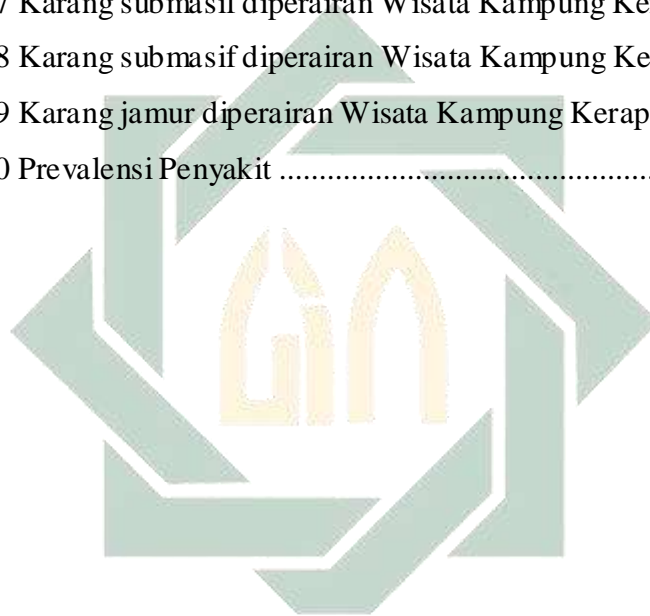 7 Karang submasif diperairan Wisata Kampung Ke
8 Karang submasif diperairan Wisata Kampung Ke
9 Karang jamur diperairan Wisata Kampung Kerap
0 Prevalensi Penyakit ................................................